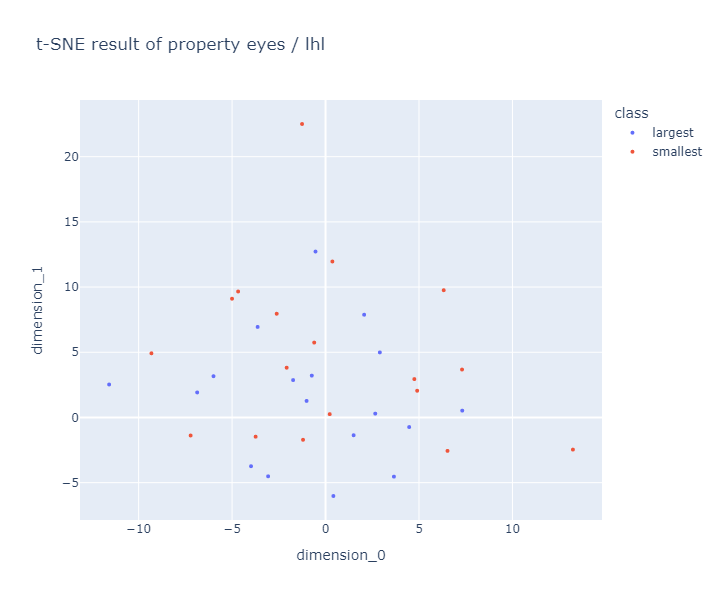 t-SNE result of property eyes / lhl
class
largest
smallest
dimension_1
20
15
10
5
0
−5
−10
−5
0
5
10
dimension_0